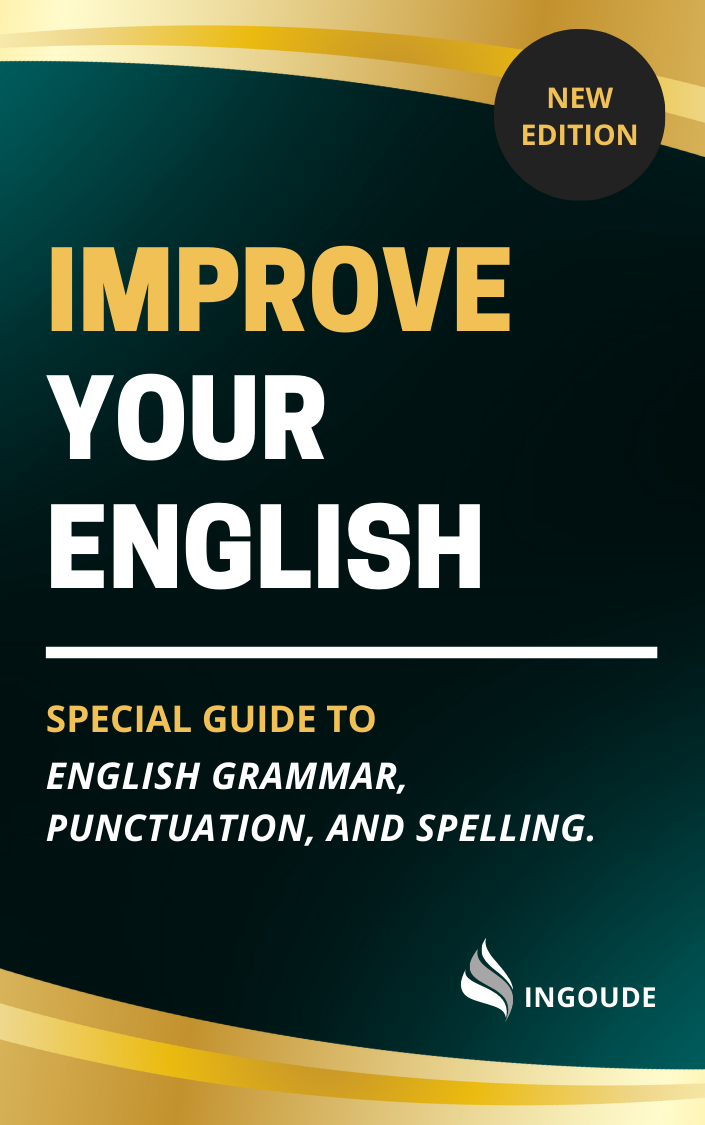 NEW
EDITION
IMPROVE
YOUR
ENGLISH
SPECIAL GUIDE TO
ENGLISH GRAMMAR,
PUNCTUATION, AND SPELLING.
INGOUDE